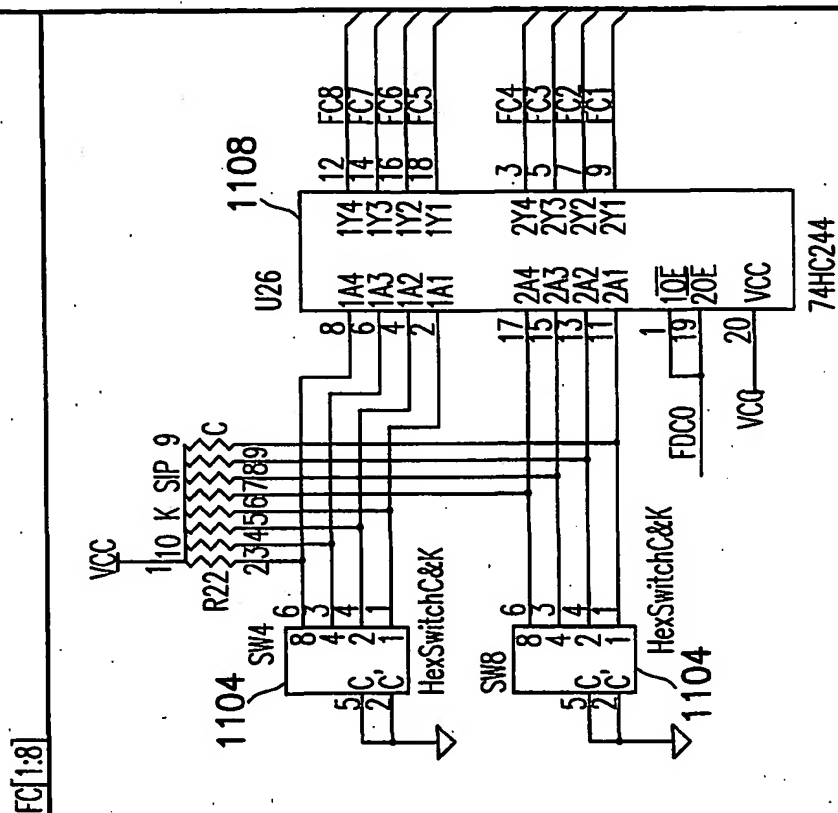 FC[1:8]
VCC
1 10 K SIP 9
R22
C
2 3 4 5 6 7 8 9
1104
SW4
8 6
4 3
2 4
1 1
5 C
2 C'
HexSwitchC&K
SW8
8 6
4 3
2 4
1 1
5 C
2 C'
HexSwitchC&K
1104
1108
U26
8 1A4 1Y4 12 FC8
6 1A3 1Y3 14 FC7
4 1A2 1Y2 16 FC6
2 1A1 1Y1 18 FC5
17 2A4 2Y4 3 FC4
15 2A3 2Y3 5 FC3
13 2A2 2Y2 7 FC2
11 2A1 2Y1 9 FC1
1 1OE
FDC0 19 2OE
VCC 20 VCC
74HC244